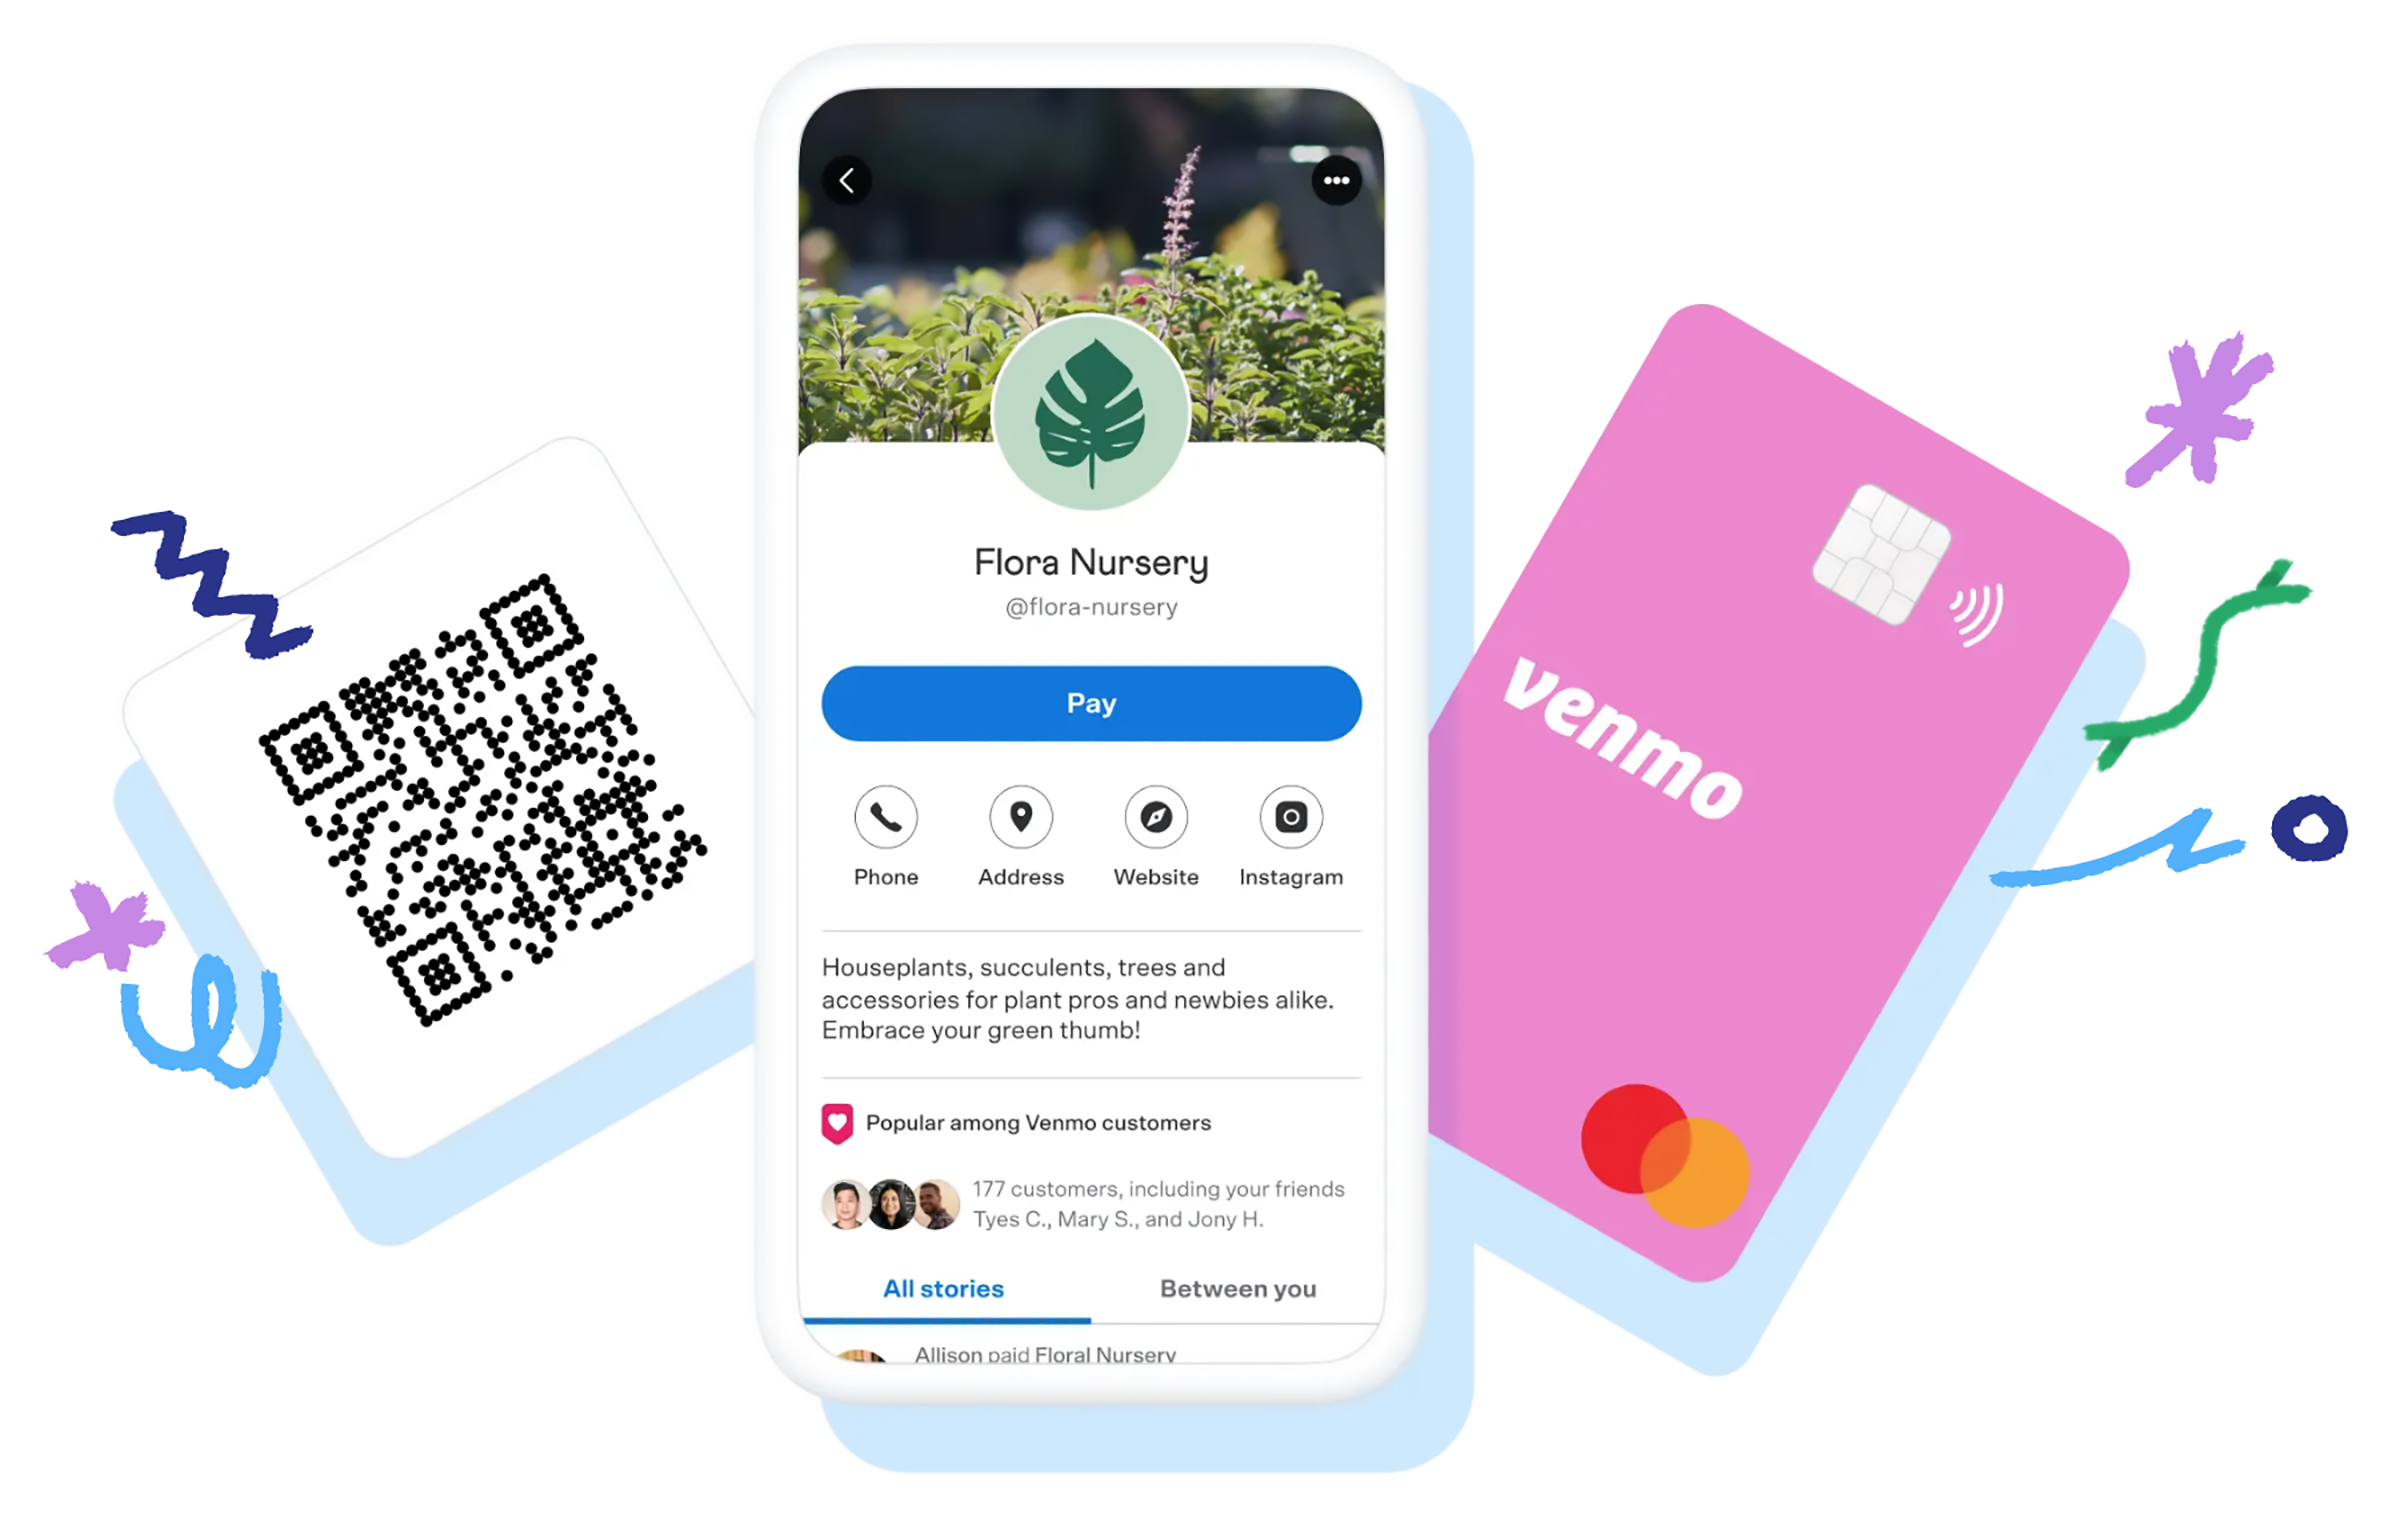 Flora Nursery
@flora-nursery
Pay
Phone Address Website Instagram
Houseplants, succulents, trees and
accessories for plant pros and newbies alike.
Embrace your green thumb!
Popular among Venmo customers
177 customers, including your friends
Tyes C., Mary S., and Jony H.
All stories Between you
Allison paid Floral Nursery
venmo